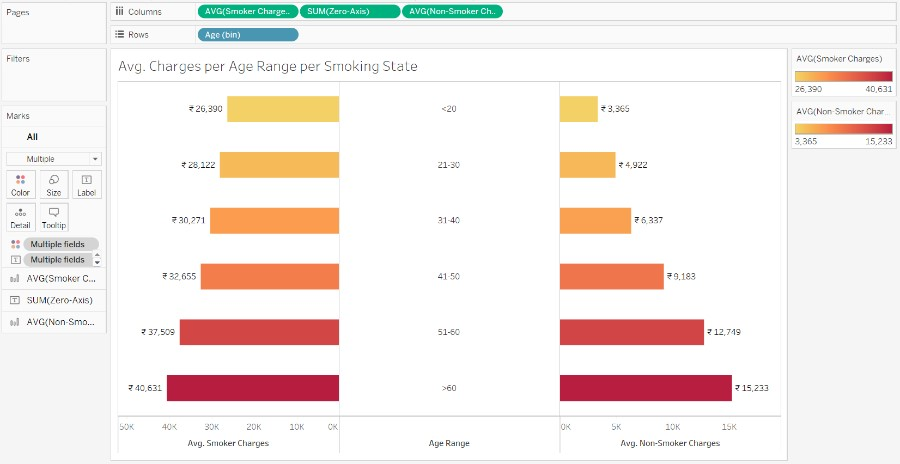 Pages
Columns
AVG(Smoker Charge..
SUM(Zero-Axis)
AVG(Non-Smoker Ch..
Rows
Age (bin)
Filters
Marks
All
Multiple
Color
Size
Label
Detail
Tooltip
Multiple fields
Multiple fields
AVG(Smoker C...
SUM(Zero-Axis)
AVG(Non-Smo...
Avg. Charges per Age Range per Smoking State
₹ 26,390 <20 ₹ 3,365
₹ 28,122 21-30 ₹ 4,922
₹ 30,271 31-40 ₹ 6,337
₹ 32,655 41-50 ₹ 9,183
₹ 37,509 51-60 ₹ 12,749
₹ 40,631 >60 ₹ 15,233
50K 40K 30K 20K 10K 0K 0K 5K 10K 15K
Avg. Smoker Charges Age Range Avg. Non-Smoker Charges
AVG(Smoker Charges)
26,390 40,631
AVG(Non-Smoker Char...
3,365 15,233